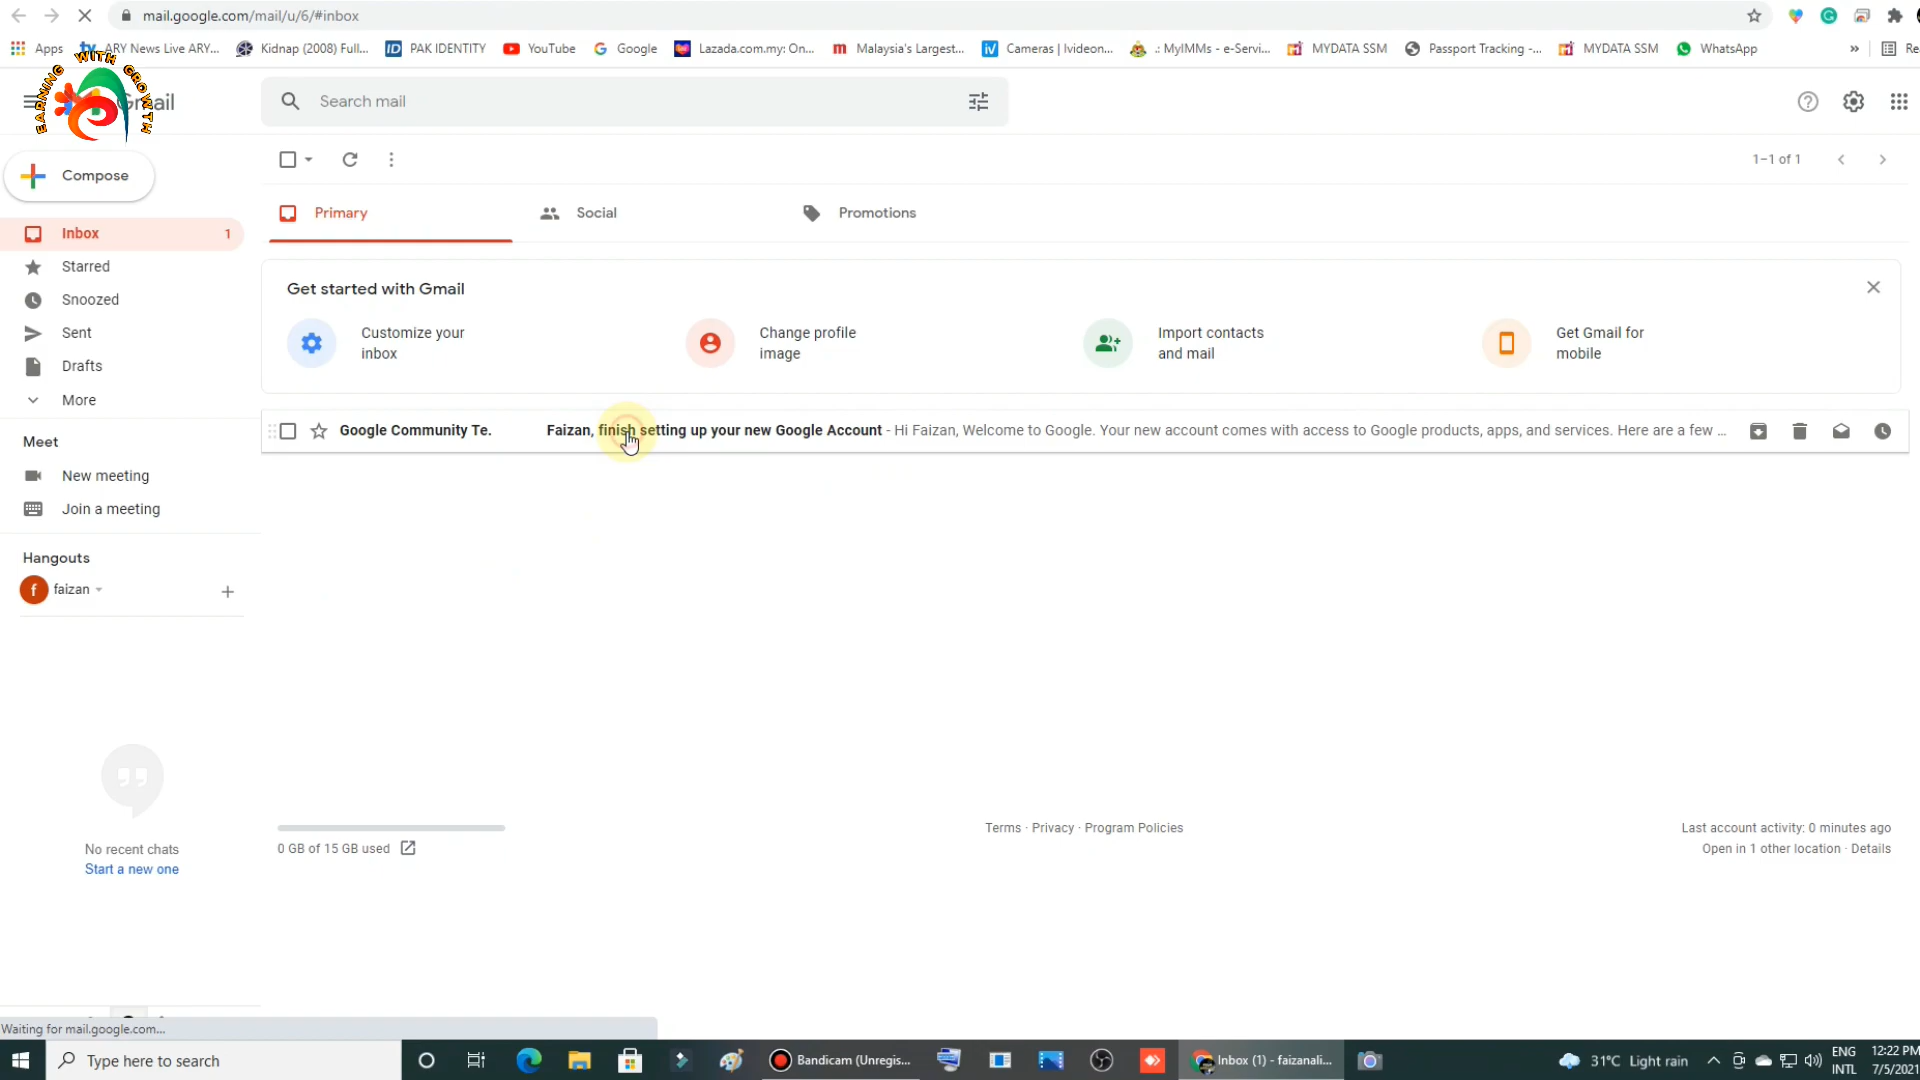 mail.google.com/mail/u/6/#inbox
Apps
ARY News Live ARY...
Kidnap (2008) Full...
PAK IDENTITY
YouTube
Google
Lazada.com.my: On...
Malaysia's Largest...
Cameras | Ivideon...
.: MyIMMs - e-Servi...
MYDATA SSM
Passport Tracking -...
MYDATA SSM
WhatsApp
»
EARNING WITH GROWTH
Gmail
Search mail
Compose
1–1 of 1
Primary
Social
Promotions
Inbox 1
Starred
Snoozed
Sent
Drafts
More
Get started with Gmail
Customize your
inbox
Change profile
image
Import contacts
and mail
Get Gmail for
mobile
Google Community Te. Faizan, finish setting up your new Google Account - Hi Faizan, Welcome to Google. Your new account comes with access to Google products, apps, and services. Here are a few ...
Meet
New meeting
Join a meeting
Hangouts
f faizan
No recent chats
Start a new one
0 GB of 15 GB used
Terms · Privacy · Program Policies
Last account activity: 0 minutes ago
Open in 1 other location · Details
Waiting for mail.google.com...
Type here to search
Bandicam (Unregis...
Inbox (1) - faizanali...
31°C Light rain
ENG
INTL
12:22 PM
7/5/2021